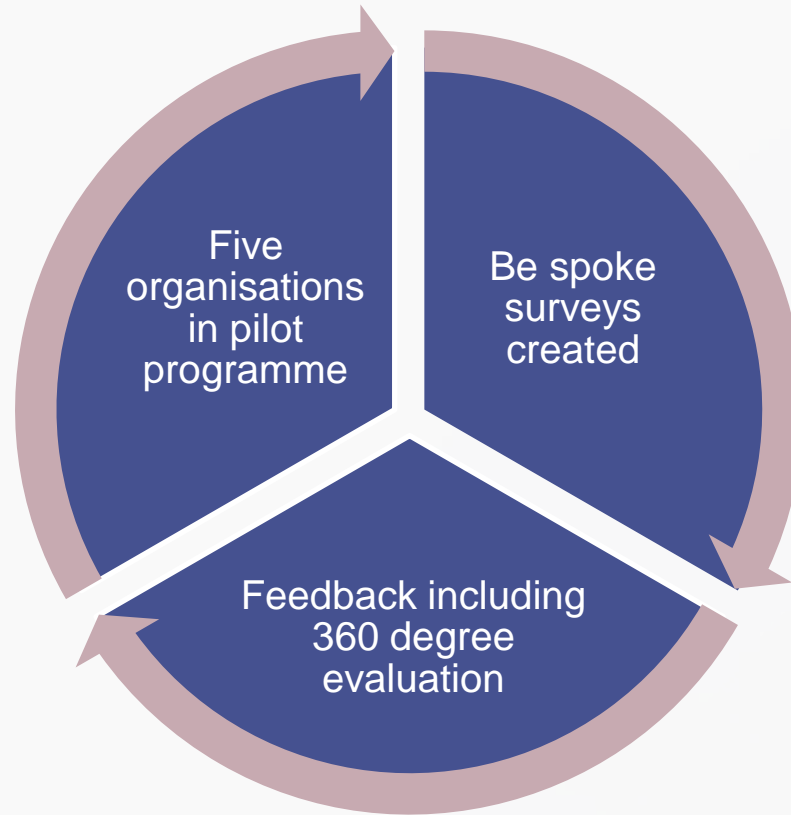 Five
organisations
in pilot
programme
Be spoke
surveys
created
Feedback including
360 degree
evaluation